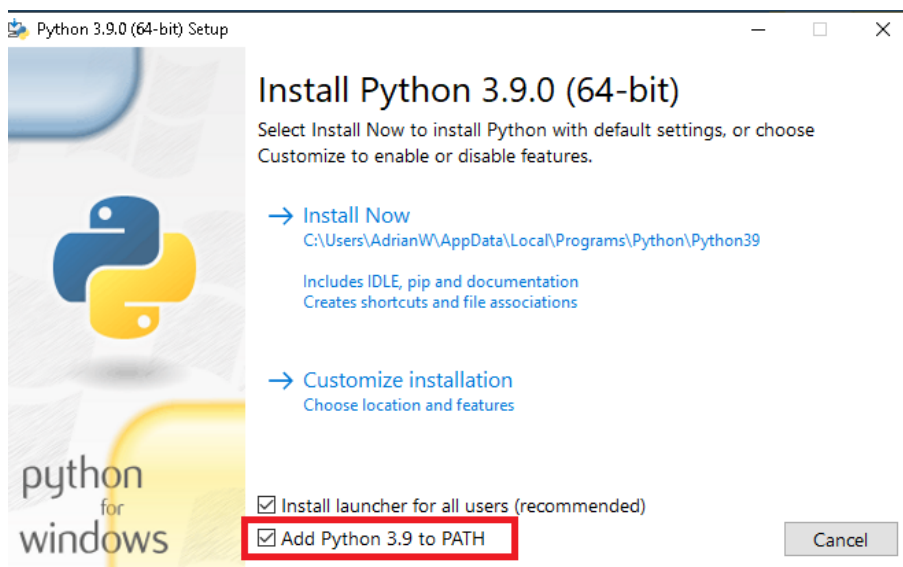 Python 3.9.0 (64-bit) Setup
Install Python 3.9.0 (64-bit)
Select Install Now to install Python with default settings, or choose
Customize to enable or disable features.
Install Now
C:\Users\AdrianW\AppData\Local\Programs\Python\Python39
Includes IDLE, pip and documentation
Creates shortcuts and file associations
Customize installation
Choose location and features
python
for
windows
Install launcher for all users (recommended)
Add Python 3.9 to PATH
Cancel